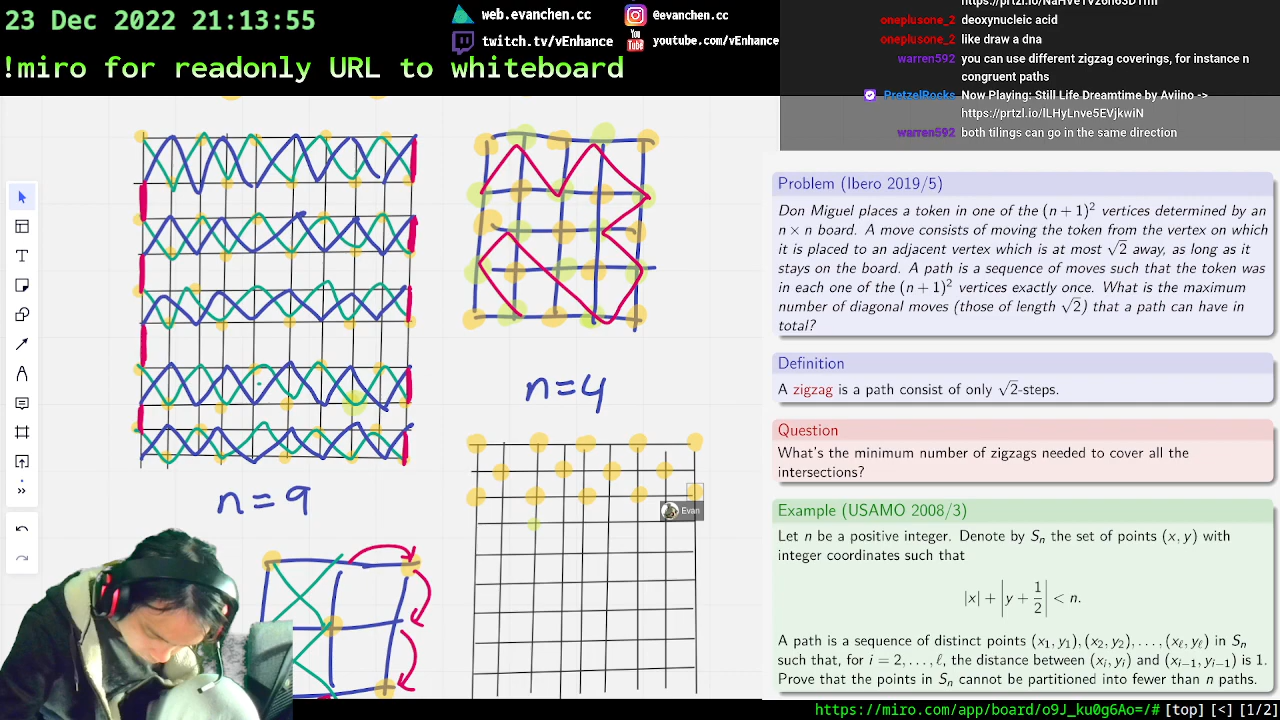 23 Dec 2022 21:13:55
!miro for readonly URL to whiteboard
web.evanchen.cc
@evanchen.cc
twitch.tv/vEnhance
youtube.com/vEnhance
oneplusone_2 deoxynucleic acid
oneplusone_2 like draw a dna
warren592 you can use different zigzag coverings, for instance n
congruent paths
PretzelRocks Now Playing: Still Life Dreamtime by Aviino ->
https://prtzl.io/ILHyLnve5EVjkwiN
warren592 both tilings can go in the same direction
n=9
n=4
Evan
Problem (Ibero 2019/5)
Don Miguel places a token in one of the (n + 1)² vertices determined by an
n × n board. A move consists of moving the token from the vertex on which
it is placed to an adjacent vertex which is at most √2 away, as long as it
stays on the board. A path is a sequence of moves such that the token was
in each one of the (n + 1)² vertices exactly once. What is the maximum
number of diagonal moves (those of length √2) that a path can have in
total?
Definition
A zigzag is a path consist of only √2-steps.
Question
What's the minimum number of zigzags needed to cover all the
intersections?
Example (USAMO 2008/3)
Let n be a positive integer. Denote by Sₙ the set of points (x, y) with
integer coordinates such that
|x| + |y + 1/2| < n.
A path is a sequence of distinct points (x₁, y₁), (x₂, y₂), . . . , (xℓ, yℓ) in Sₙ
such that, for i = 2, . . . , ℓ, the distance between (xᵢ, yᵢ) and (xᵢ₋₁, yᵢ₋₁) is 1.
Prove that the points in Sₙ cannot be partitioned into fewer than n paths.
https://miro.com/app/board/o9J_ku0g6Ao=/# [top] [<] [1/2]